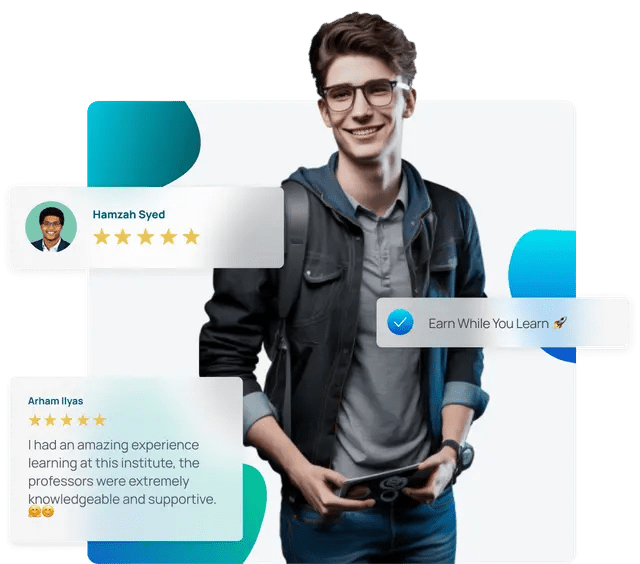 Hamzah Syed
Earn While You Learn 🚀
Arham Ilyas
I had an amazing experience
learning at this institute, the
professors were extremely
knowledgeable and supportive.
🤗😊